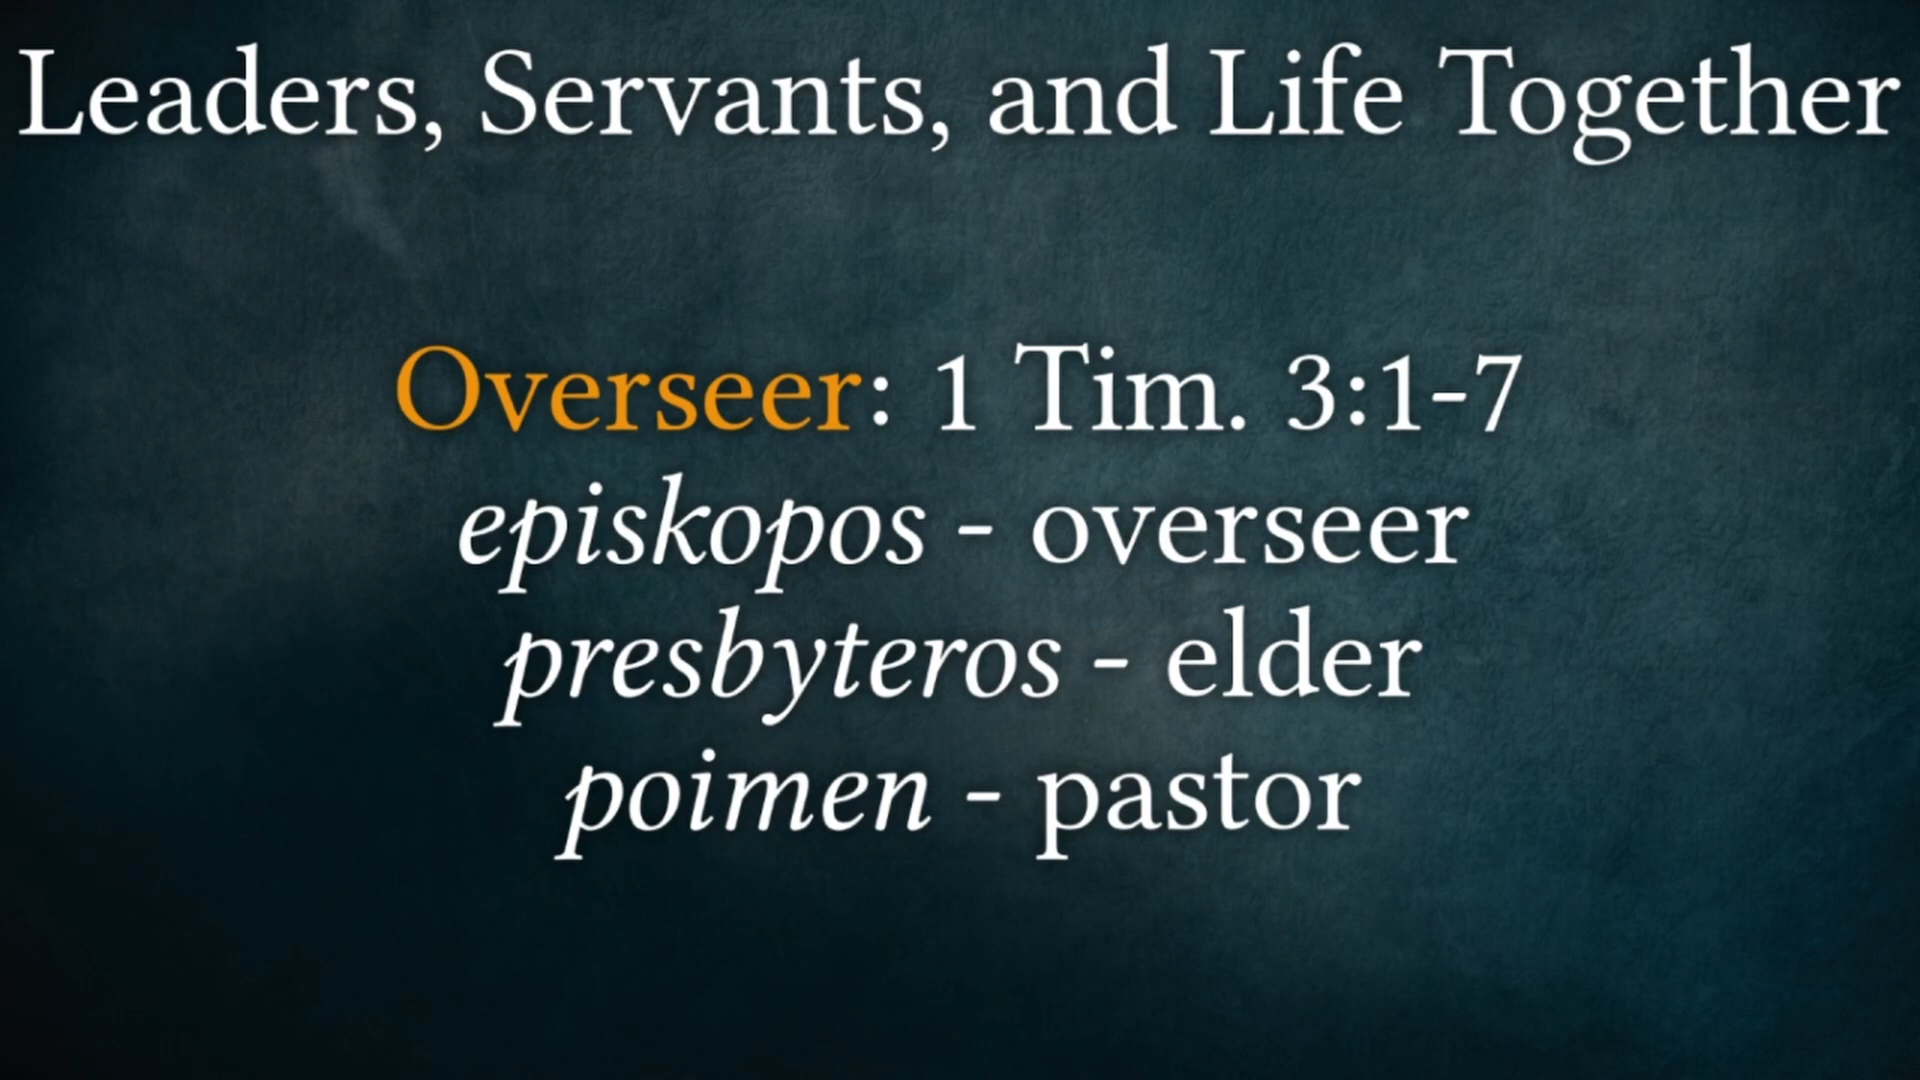 Leaders, Servants, and Life Together
Overseer: 1 Tim. 3:1-7
episkopos - overseer
presbyteros - elder
poimen - pastor